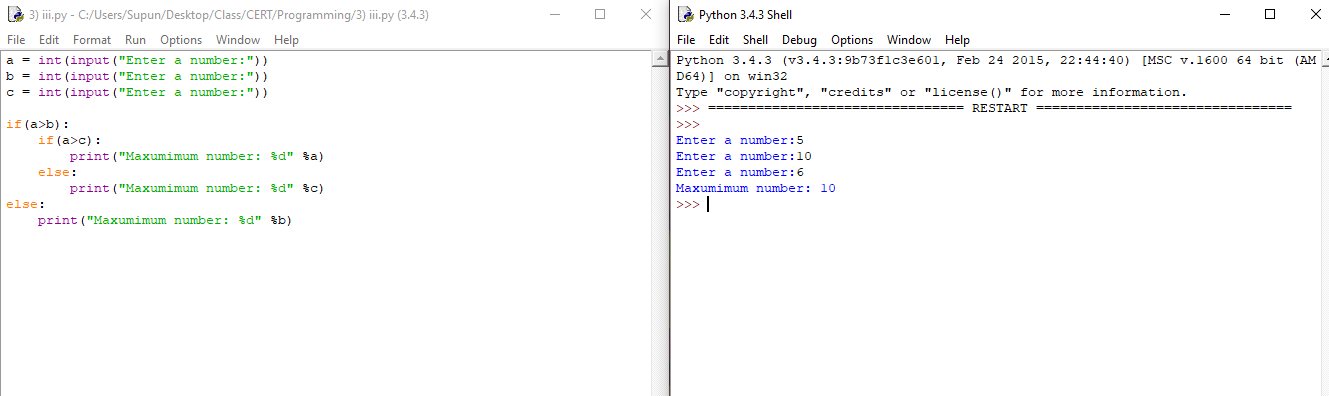 3) iii.py - C:/Users/Supun/Desktop/Class/CERT/Programming/3) iii.py (3.4.3)
File Edit Format Run Options Window Help
a = int(input("Enter a number:"))
b = int(input("Enter a number:"))
c = int(input("Enter a number:"))

if(a>b):
    if(a>c):
        print("Maxumimum number: %d" %a)
    else:
        print("Maxumimum number: %d" %c)
else:
    print("Maxumimum number: %d" %b)

Python 3.4.3 Shell
File Edit Shell Debug Options Window Help
Python 3.4.3 (v3.4.3:9b73f1c3e601, Feb 24 2015, 22:44:40) [MSC v.1600 64 bit (AM
D64)] on win32
Type "copyright", "credits" or "license()" for more information.
>>> ================================ RESTART ================================
>>>
Enter a number:5
Enter a number:10
Enter a number:6
Maxumimum number: 10
>>>